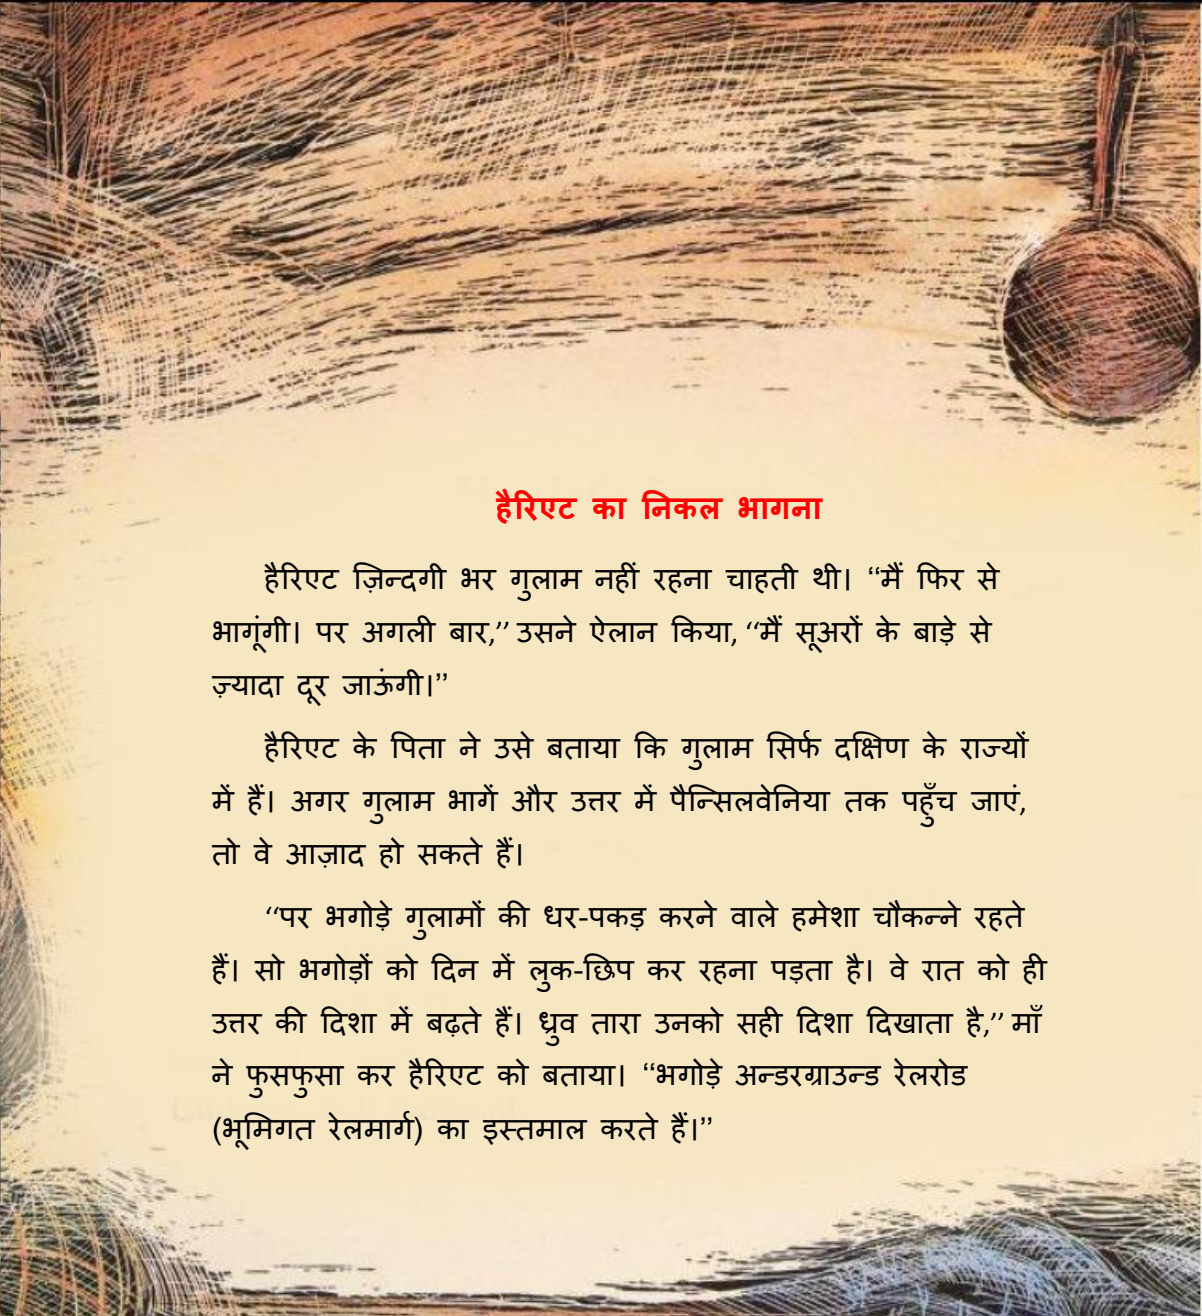 हैरिएट का निकल भागना
हैरिएट ज़िन्दगी भर गुलाम नहीं रहना चाहती थी। “मैं फिर से
भागूंगी। पर अगली बार,” उसने ऐलान किया, “मैं सूअरों के बाड़े से
ज़्यादा दूर जाऊंगी।”
हैरिएट के पिता ने उसे बताया कि गुलाम सिर्फ दक्षिण के राज्यों
में हैं। अगर गुलाम भागें और उत्तर में पैन्सिलवेनिया तक पहुँच जाएं,
तो वे आज़ाद हो सकते हैं।
“पर भगोड़े गुलामों की धर-पकड़ करने वाले हमेशा चौकन्ने रहते
हैं। सो भगोड़ों को दिन में लुक-छिप कर रहना पड़ता है। वे रात को ही
उत्तर की दिशा में बढ़ते हैं। ध्रुव तारा उनको सही दिशा दिखाता है,” माँ
ने फुसफुसा कर हैरिएट को बताया। “भगोड़े अन्डरग्राउन्ड रेलरोड
(भूमिगत रेलमार्ग) का इस्तमाल करते हैं।”